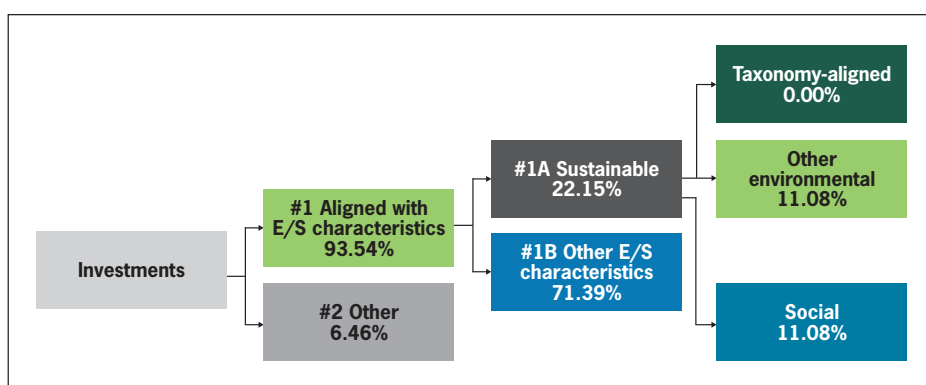 Investments
#1 Aligned with
E/S characteristics
93.54%
#2 Other
6.46%
#1A Sustainable
22.15%
#1B Other E/S
characteristics
71.39%
Taxonomy-aligned
0.00%
Other
environmental
11.08%
Social
11.08%